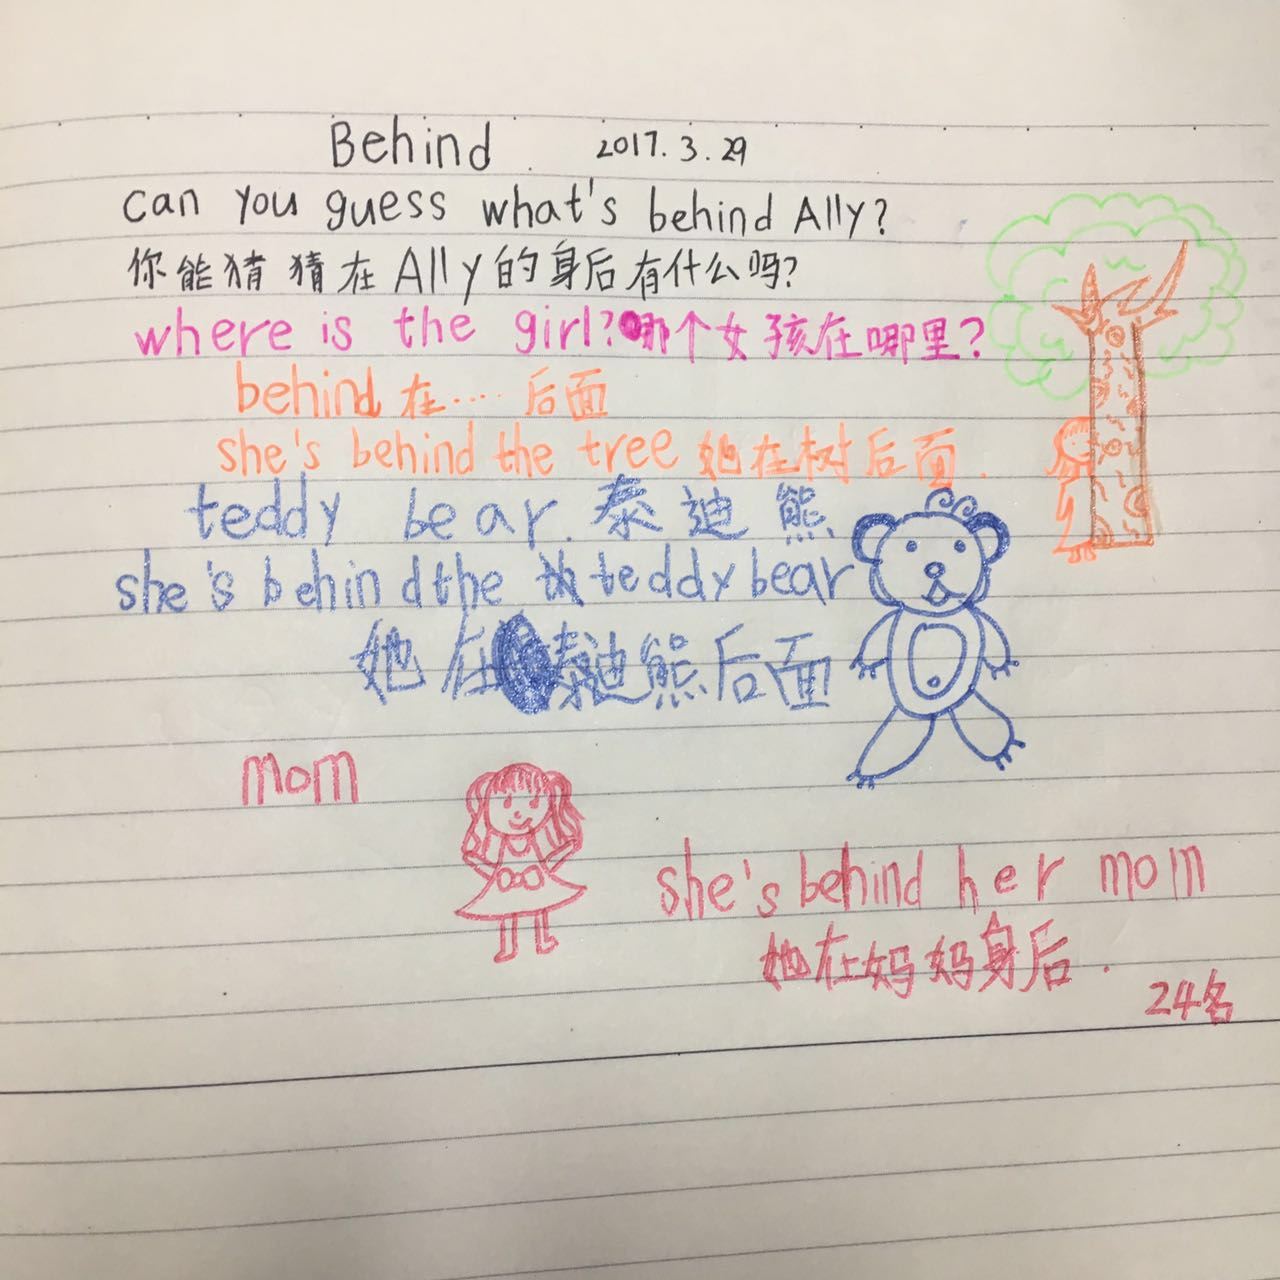 Behind 2017.3.29
can you guess what's behind Ally?
你能猜猜在Ally的身后有什么吗?
where is the girl?那个女孩在哪里?
behind 在····后面
she's behind the tree 她在树后面.
teddy bear. 泰迪熊
she's behind the teddy bear
她在泰迪熊后面
mom
she's behind her mom
她在妈妈身后.
24名